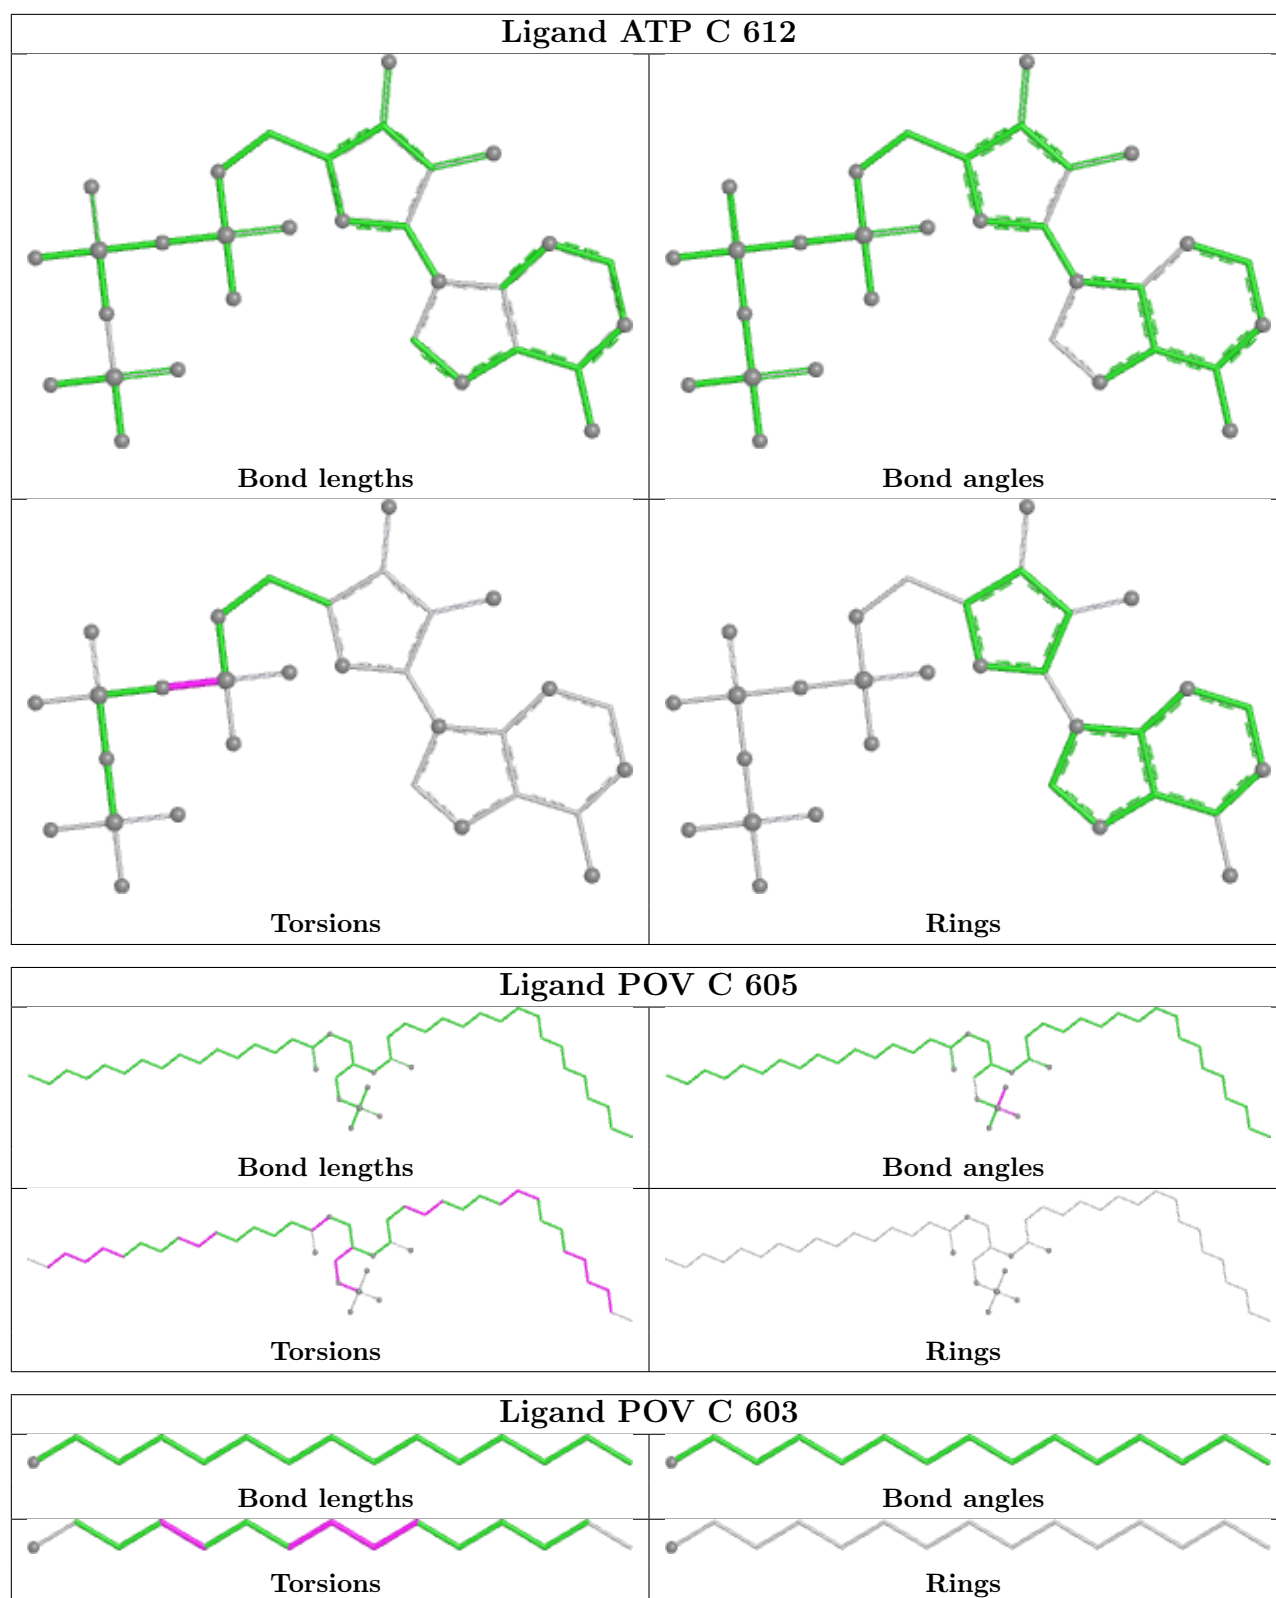 Ligand ATP C 612
Bond lengths
Bond angles
Torsions
Rings
Ligand POV C 605
Bond lengths
Bond angles
Torsions
Rings
Ligand POV C 603
Bond lengths
Bond angles
Torsions
Rings